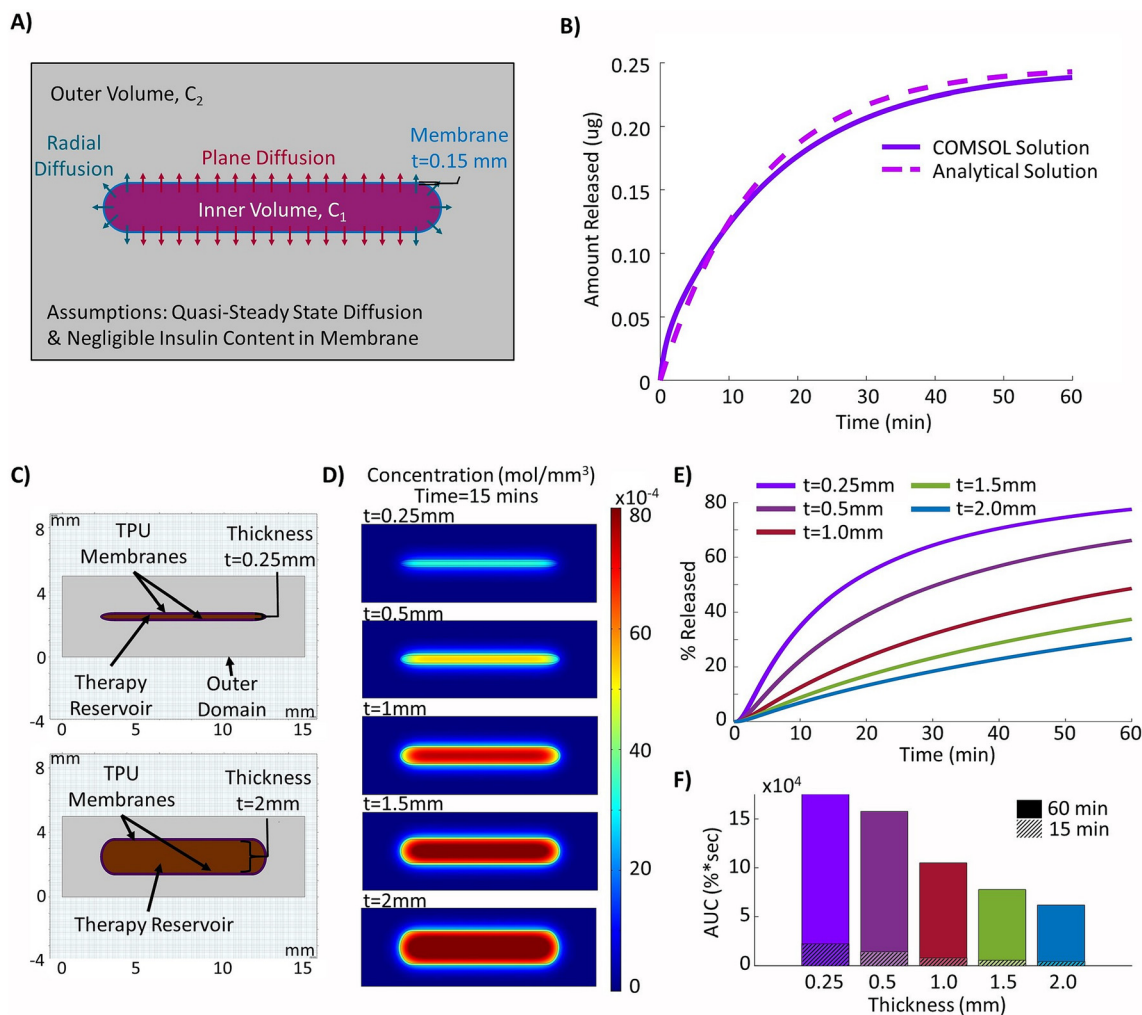 A)
Outer Volume, C2
Radial
Diffusion
Plane Diffusion
Membrane
t=0.15 mm
Inner Volume, C1
Assumptions: Quasi-Steady State Diffusion
& Negligible Insulin Content in Membrane
B)
Amount Released (ug)
0.25
0.20
0.15
0.10
0.05
0
COMSOL Solution
Analytical Solution
0 10 20 30 40 50 60
Time (min)
C)
8 mm
4
0
-4
TPU
Membranes
Thickness
t=0.25mm
Therapy
Reservoir
Outer
Domain
mm
0 5 10 15
8 mm
4
0
-4
TPU
Membranes
Thickness
t=2mm
Therapy Reservoir
mm
0 5 10 15
D)
Concentration (mol/mm³)
Time=15 mins
x10⁻⁴
t=0.25mm
t=0.5mm
t=1mm
t=1.5mm
t=2mm
80
60
40
20
0
E)
t=0.25mm
t=0.5mm
t=1.0mm
t=1.5mm
t=2.0mm
% Released
80
60
40
20
0
0 10 20 30 40 50 60
Time (min)
F)
x10⁴
AUC (%*sec)
15
10
5
0
60 min
15 min
0.25 0.5 1.0 1.5 2.0
Thickness (mm)